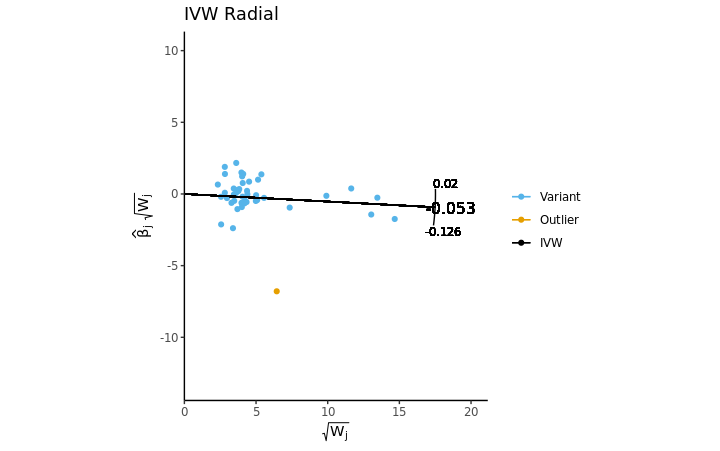 IVW Radial
10
5
0
-5
-10
0.02
-0.053
-0.126
Variant
Outlier
IVW
0
5
10
15
20
β̂j √Wj
√Wj